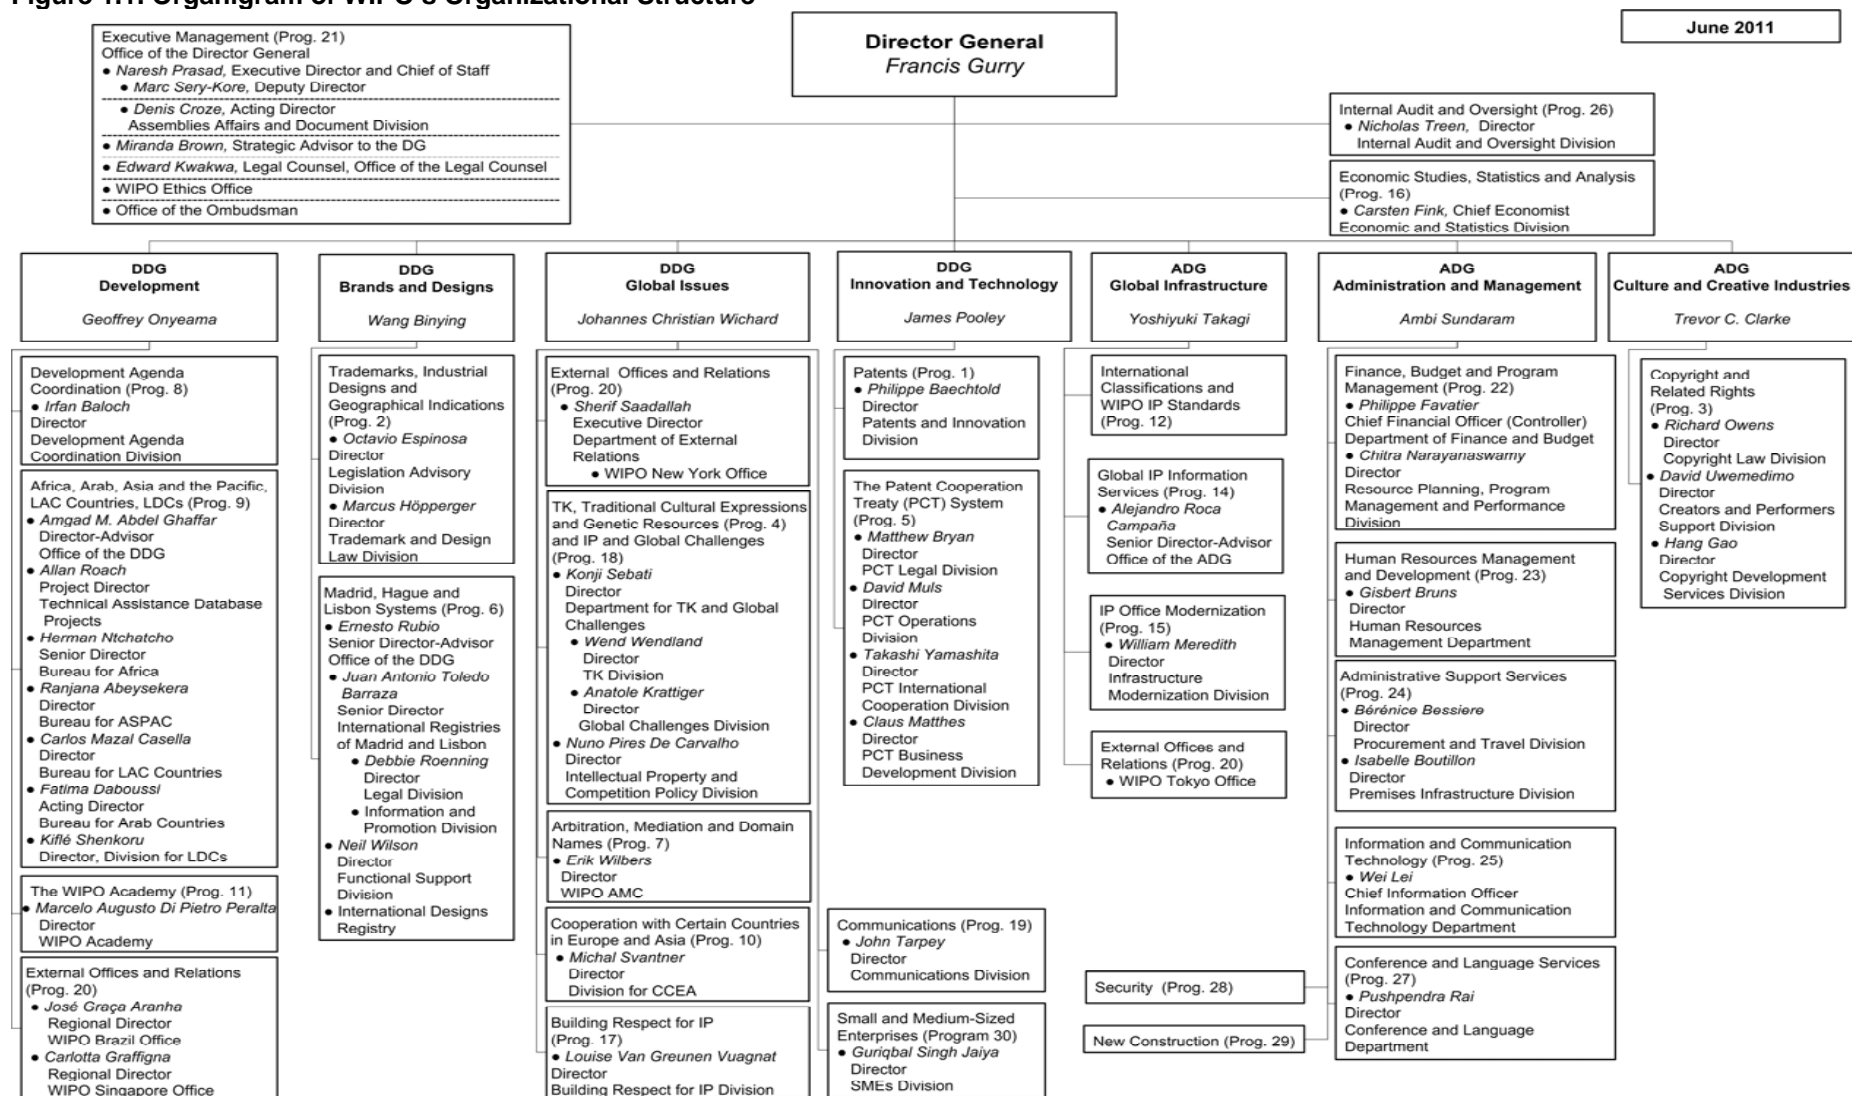 Figure 1.1: Organigram of WIPO's Organizational Structure
Director General
Francis Gurry
June 2011
Executive Management (Prog. 21)
Office of the Director General
● Naresh Prasad, Executive Director and Chief of Staff
● Marc Sery-Kore, Deputy Director
● Denis Croze, Acting Director
Assemblies Affairs and Document Division
● Miranda Brown, Strategic Advisor to the DG
● Edward Kwakwa, Legal Counsel, Office of the Legal Counsel
● WIPO Ethics Office
● Office of the Ombudsman
Internal Audit and Oversight (Prog. 26)
● Nicholas Treen, Director
Internal Audit and Oversight Division
Economic Studies, Statistics and Analysis
(Prog. 16)
● Carsten Fink, Chief Economist
Economic and Statistics Division
DDG
Development
Geoffrey Onyeama
DDG
Brands and Designs
Wang Binying
DDG
Global Issues
Johannes Christian Wichard
DDG
Innovation and Technology
James Pooley
ADG
Global Infrastructure
Yoshiyuki Takagi
ADG
Administration and Management
Ambi Sundaram
ADG
Culture and Creative Industries
Trevor C. Clarke
Development Agenda
Coordination (Prog. 8)
● Irfan Baloch
Director
Development Agenda
Coordination Division
Africa, Arab, Asia and the Pacific,
LAC Countries, LDCs (Prog. 9)
● Amgad M. Abdel Ghaffar
Director-Advisor
Office of the DDG
● Allan Roach
Project Director
Technical Assistance Database
Projects
● Herman Ntchatcho
Senior Director
Bureau for Africa
● Ranjana Abeysekera
Director
Bureau for ASPAC
● Carlos Mazal Casella
Director
Bureau for LAC Countries
● Fatima Daboussi
Acting Director
Bureau for Arab Countries
● Kiflé Shenkoru
Director, Division for LDCs
The WIPO Academy (Prog. 11)
● Marcelo Augusto Di Pietro Peralta
Director
WIPO Academy
External Offices and Relations
(Prog. 20)
● José Graça Aranha
Regional Director
WIPO Brazil Office
● Carlotta Graffigna
Regional Director
WIPO Singapore Office
Trademarks, Industrial
Designs and
Geographical Indications
(Prog. 2)
● Octavio Espinosa
Director
Legislation Advisory
Division
● Marcus Höpperger
Director
Trademark and Design
Law Division
Madrid, Hague and
Lisbon Systems (Prog. 6)
● Ernesto Rubio
Senior Director-Advisor
Office of the DDG
● Juan Antonio Toledo
Barraza
Senior Director
International Registries
of Madrid and Lisbon
● Debbie Roenning
Director
Legal Division
● Information and
Promotion Division
● Neil Wilson
Director
Functional Support
Division
● International Designs
Registry
External Offices and Relations
(Prog. 20)
● Sherif Saadallah
Executive Director
Department of External
Relations
● WIPO New York Office
TK, Traditional Cultural Expressions
and Genetic Resources (Prog. 4)
and IP and Global Challenges
(Prog. 18)
● Konji Sebati
Director
Department for TK and Global
Challenges
● Wend Wendland
Director
TK Division
● Anatole Krattiger
Director
Global Challenges Division
● Nuno Pires De Carvalho
Director
Intellectual Property and
Competition Policy Division
Arbitration, Mediation and Domain
Names (Prog. 7)
● Erik Wilbers
Director
WIPO AMC
Cooperation with Certain Countries
in Europe and Asia (Prog. 10)
● Michal Svantner
Director
Division for CCEA
Building Respect for IP
(Prog. 17)
● Louise Van Greunen Vuagnat
Director
Building Respect for IP Division
Patents (Prog. 1)
● Philippe Baechtold
Director
Patents and Innovation
Division
The Patent Cooperation
Treaty (PCT) System
(Prog. 5)
● Matthew Bryan
Director
PCT Legal Division
● David Muls
Director
PCT Operations
Division
● Takashi Yamashita
Director
PCT International
Cooperation Division
● Claus Matthes
Director
PCT Business
Development Division
Communications (Prog. 19)
● John Tarpey
Director
Communications Division
Small and Medium-Sized
Enterprises (Program 30)
● Guriqbal Singh Jaiya
Director
SMEs Division
International
Classifications and
WIPO IP Standards
(Prog. 12)
Global IP Information
Services (Prog. 14)
● Alejandro Roca
Campaña
Senior Director-Advisor
Office of the ADG
IP Office Modernization
(Prog. 15)
● William Meredith
Director
Infrastructure
Modernization Division
External Offices and
Relations (Prog. 20)
● WIPO Tokyo Office
Security (Prog. 28)
New Construction (Prog. 29)
Finance, Budget and Program
Management (Prog. 22)
● Philippe Favatier
Chief Financial Officer (Controller)
Department of Finance and Budget
● Chitra Narayanaswamy
Director
Resource Planning, Program
Management and Performance
Division
Human Resources Management
and Development (Prog. 23)
● Gisbert Bruns
Director
Human Resources
Management Department
Administrative Support Services
(Prog. 24)
● Bérénice Bessiere
Director
Procurement and Travel Division
● Isabelle Boutillon
Director
Premises Infrastructure Division
Information and Communication
Technology (Prog. 25)
● Wei Lei
Chief Information Officer
Information and Communication
Technology Department
Conference and Language Services
(Prog. 27)
● Pushpendra Rai
Director
Conference and Language
Department
Copyright and
Related Rights
(Prog. 3)
● Richard Owens
Director
Copyright Law Division
● David Uwemedimo
Director
Creators and Performers
Support Division
● Hang Gao
Director
Copyright Development
Services Division